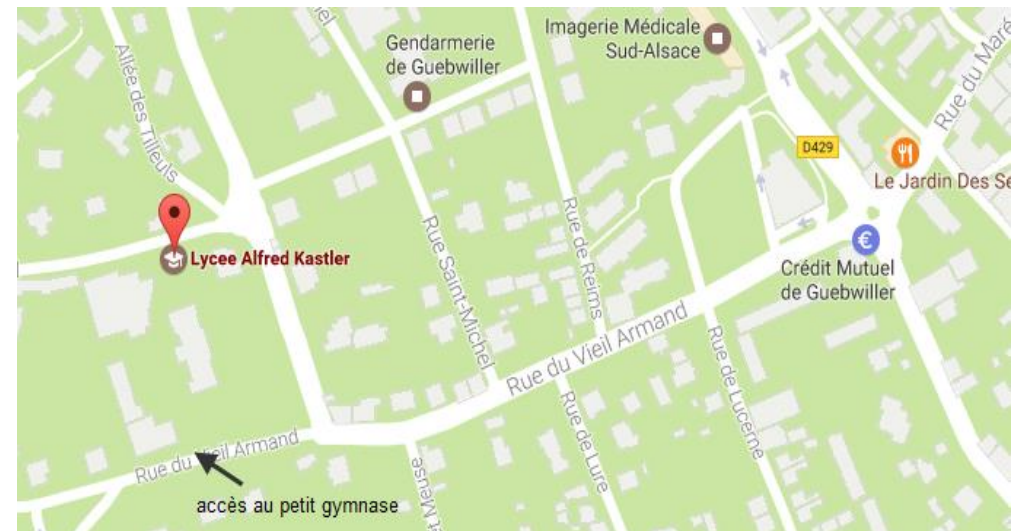 Imagerie Médicale
Sud-Alsace
Gendarmerie
de Guebwiller
Allée des Tilleuls
Rue du Maré
D429
Le Jardin Des Se
Lycee Alfred Kastler
Rue Saint-Michel
Rue de Reims
Crédit Mutuel
de Guebwiller
Rue du Vieil Armand
Rue de Lucerne
Rue de Lure
Rue du Vieil Armand
t Meuse
accès au petit gymnase